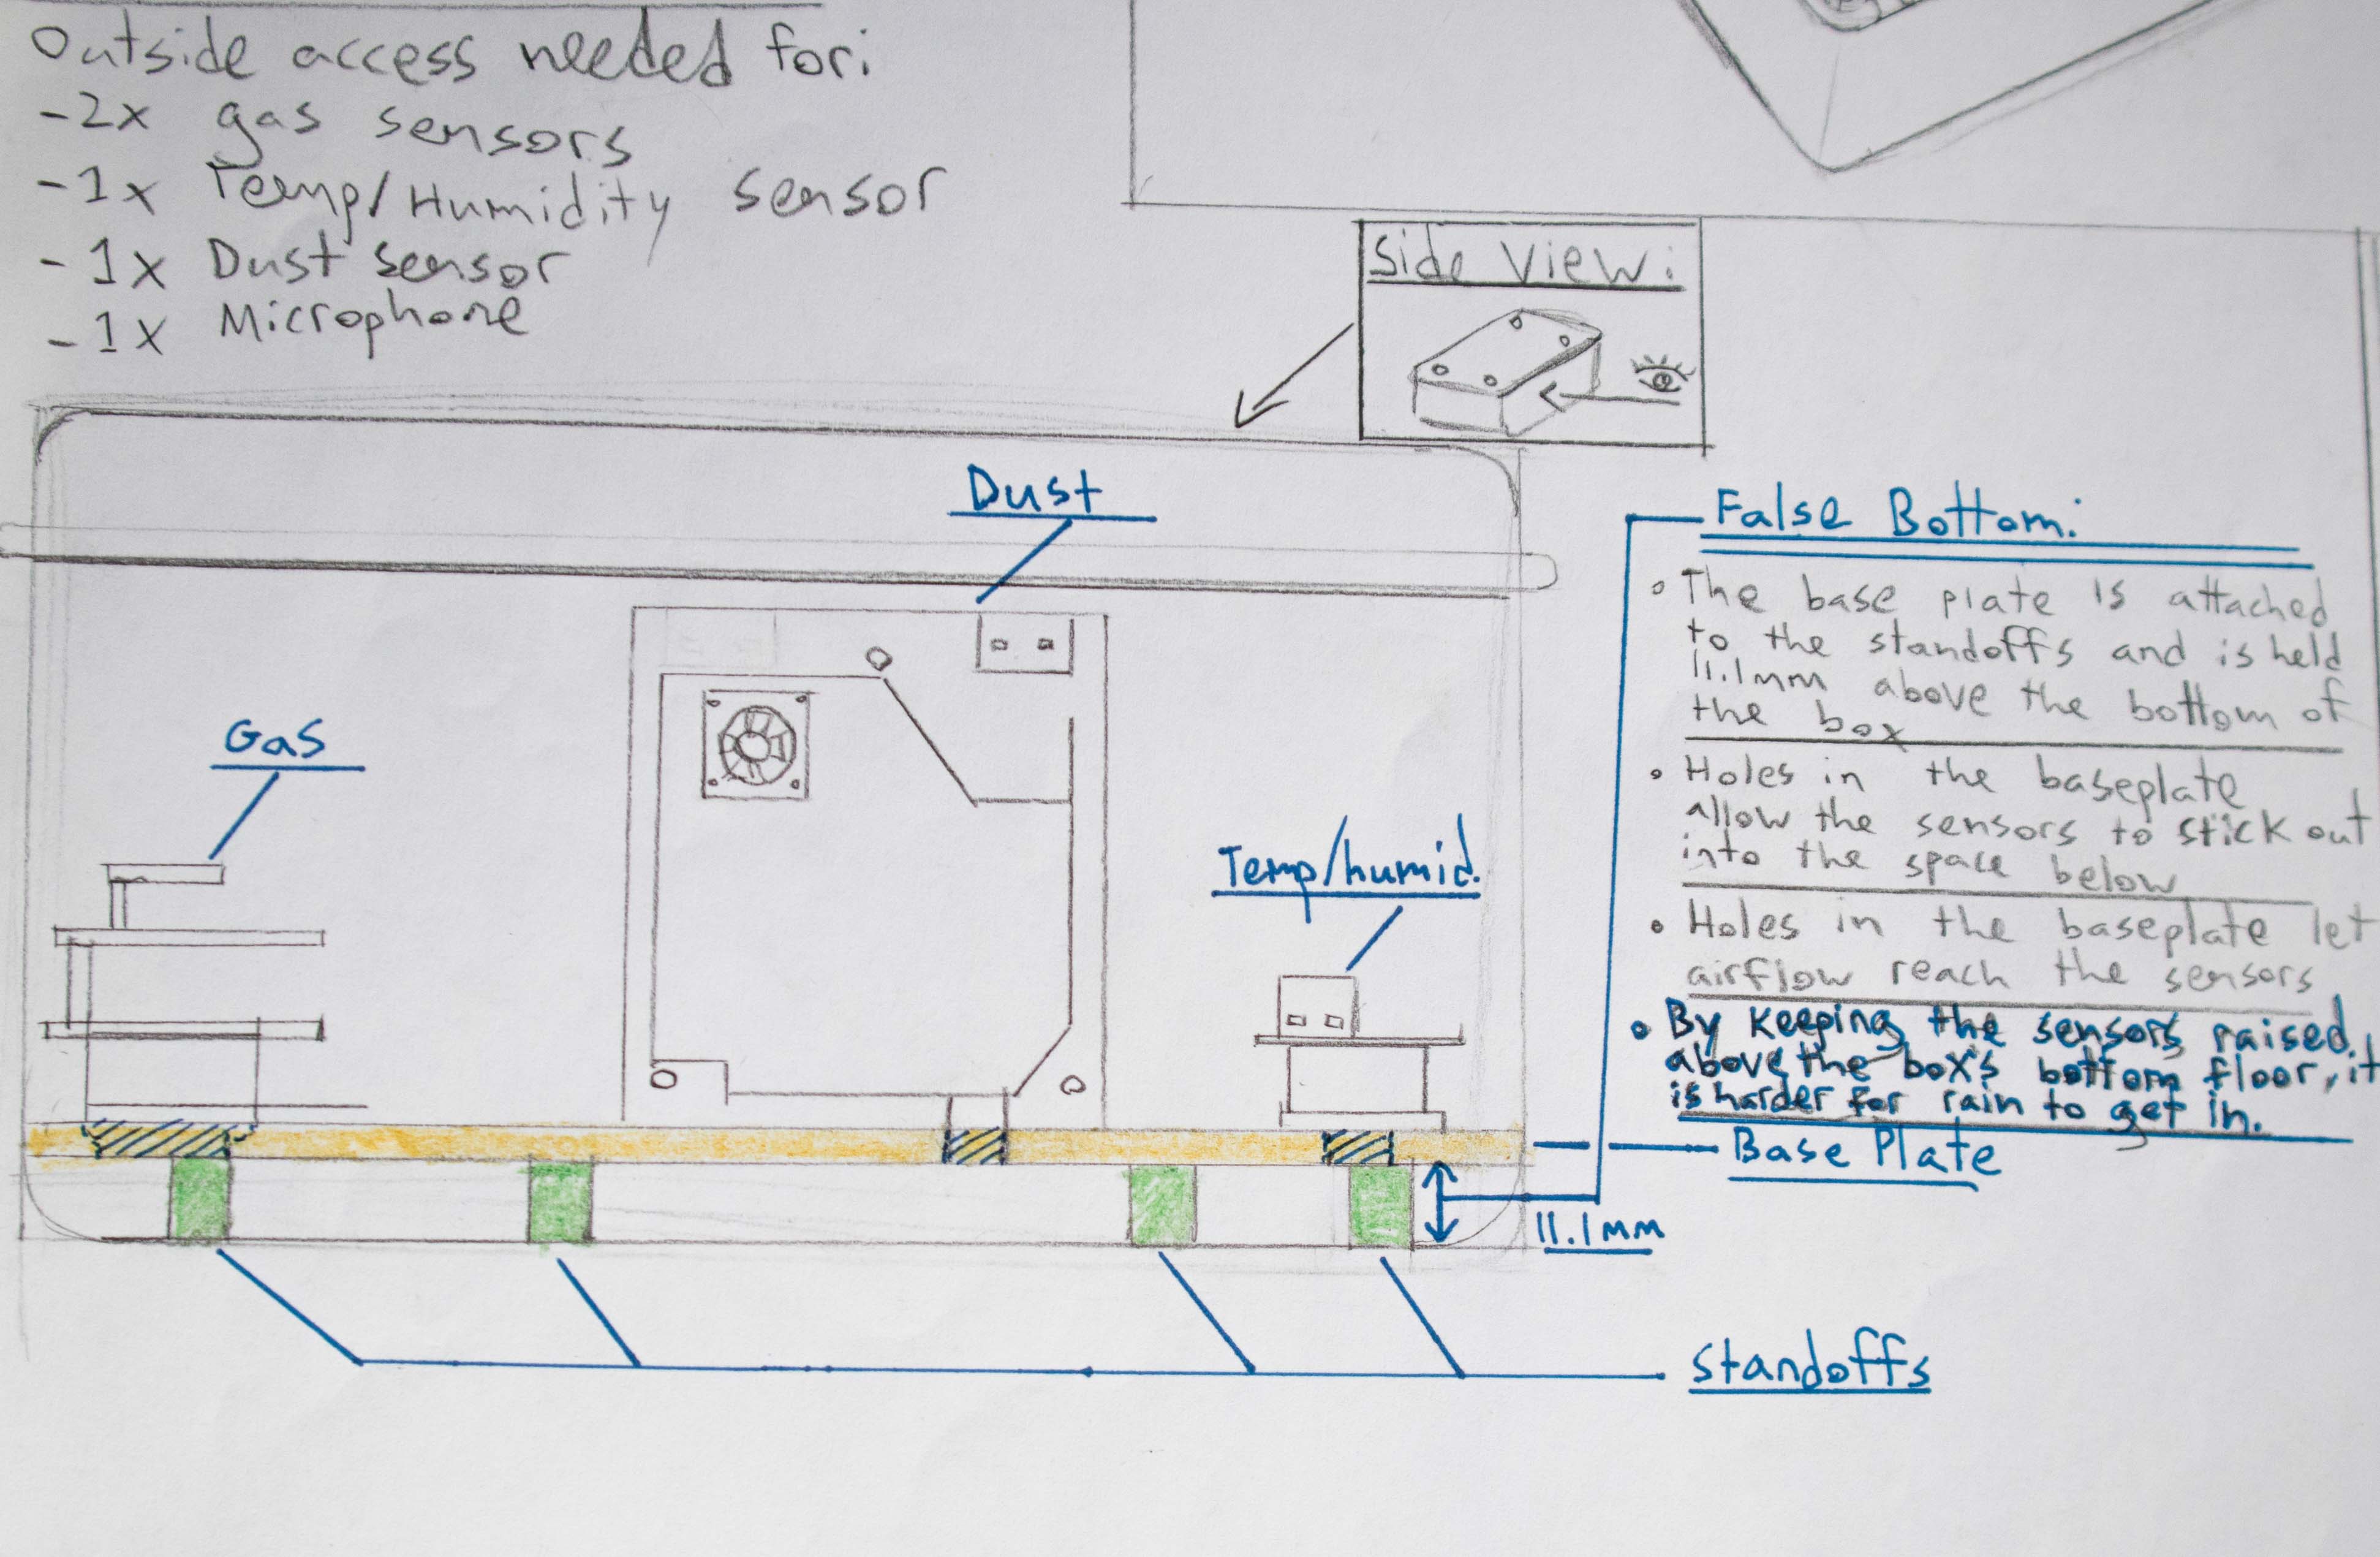 Outside access needed for:
-2x gas sensors
-1x Temp/Humidity sensor
-1x Dust sensor
-1x Microphone
Side View:
Dust
Gas
Temp/humid.
False Bottom:
• The base plate is attached
to the standoffs and is held
11.1mm above the bottom of
the box
• Holes in the baseplate
allow the sensors to stick out
into the space below
• Holes in the baseplate let
airflow reach the sensors
• By keeping the sensors raised
above the box's bottom floor, it
is harder for rain to get in.
Base Plate
11.1mm
Standoffs